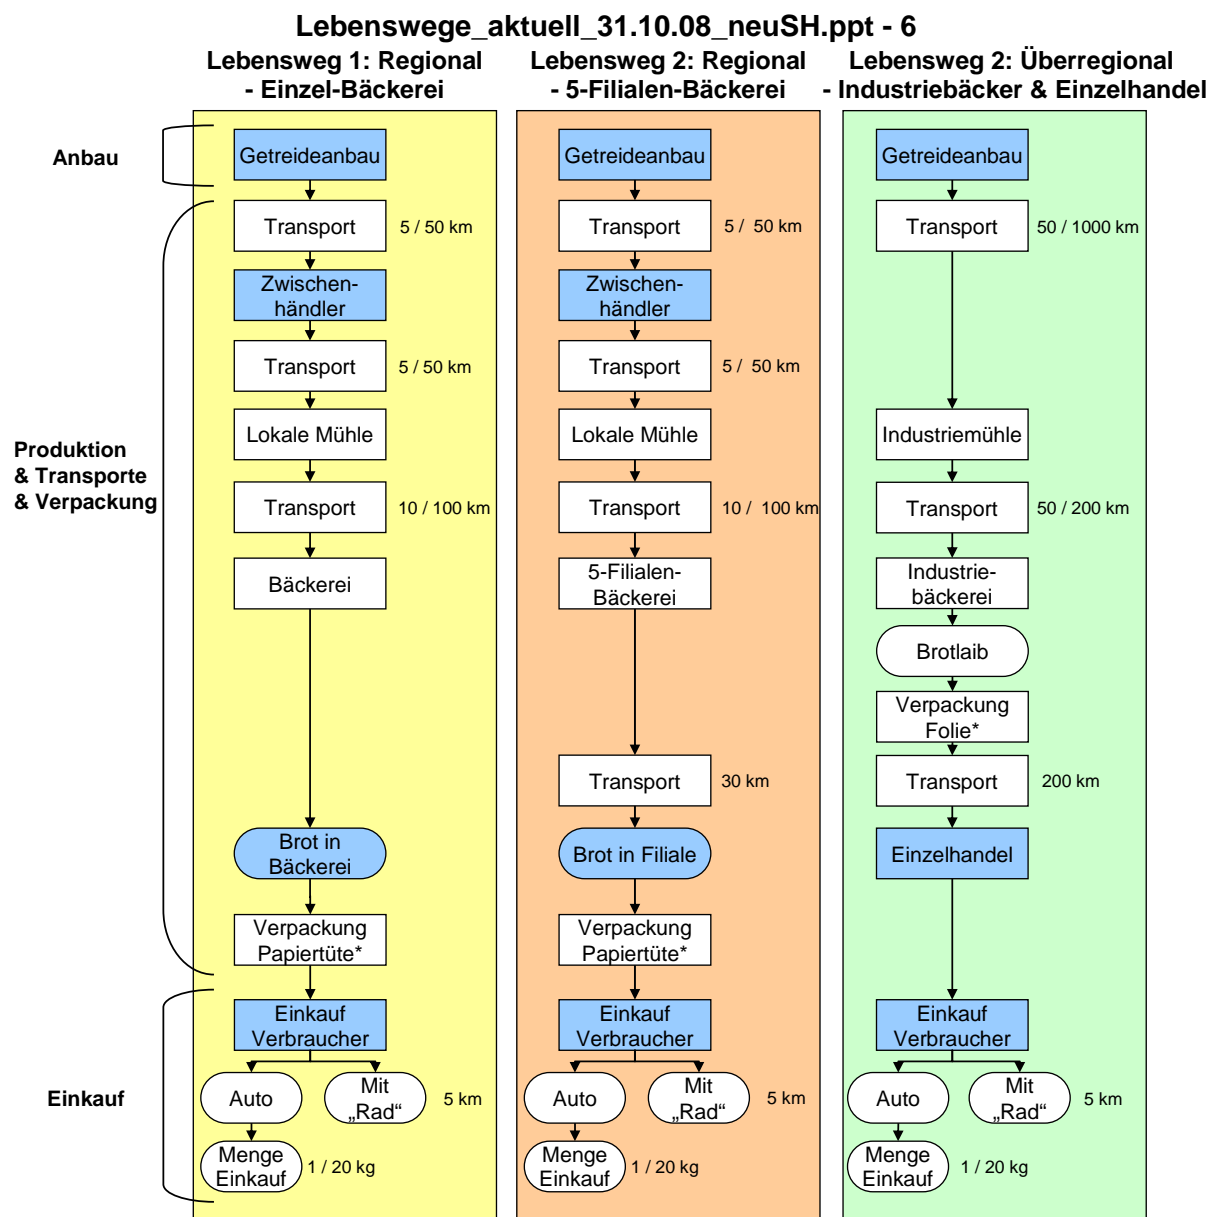 Lebenswege_aktuell_31.10.08_neuSH.ppt - 6
Lebensweg 1: Regional
- Einzel-Bäckerei
Lebensweg 2: Regional
- 5-Filialen-Bäckerei
Lebensweg 2: Überregional
- Industriebäcker & Einzelhandel
Anbau
Produktion
& Transporte
& Verpackung
Einkauf
Getreideanbau
Transport
5 / 50 km
Zwischen-
händler
Transport
5 / 50 km
Lokale Mühle
Transport
10 / 100 km
Bäckerei
Brot in
Bäckerei
Verpackung
Papiertüte*
Einkauf
Verbraucher
Auto
Mit
„Rad“
5 km
Menge
Einkauf
1 / 20 kg
Getreideanbau
Transport
5 /  50 km
Zwischen-
händler
Transport
5 /  50 km
Lokale Mühle
Transport
10 /  100 km
5-Filialen-
Bäckerei
Transport
30 km
Brot in Filiale
Verpackung
Papiertüte*
Einkauf
Verbraucher
Auto
Mit
„Rad“
5 km
Menge
Einkauf
1 / 20 kg
Getreideanbau
Transport
50 / 1000 km
Industriemühle
Transport
50 / 200 km
Industrie-
bäckerei
Brotlaib
Verpackung
Folie*
Transport
200 km
Einzelhandel
Einkauf
Verbraucher
Auto
Mit
„Rad“
5 km
Menge
Einkauf
1 / 20 kg